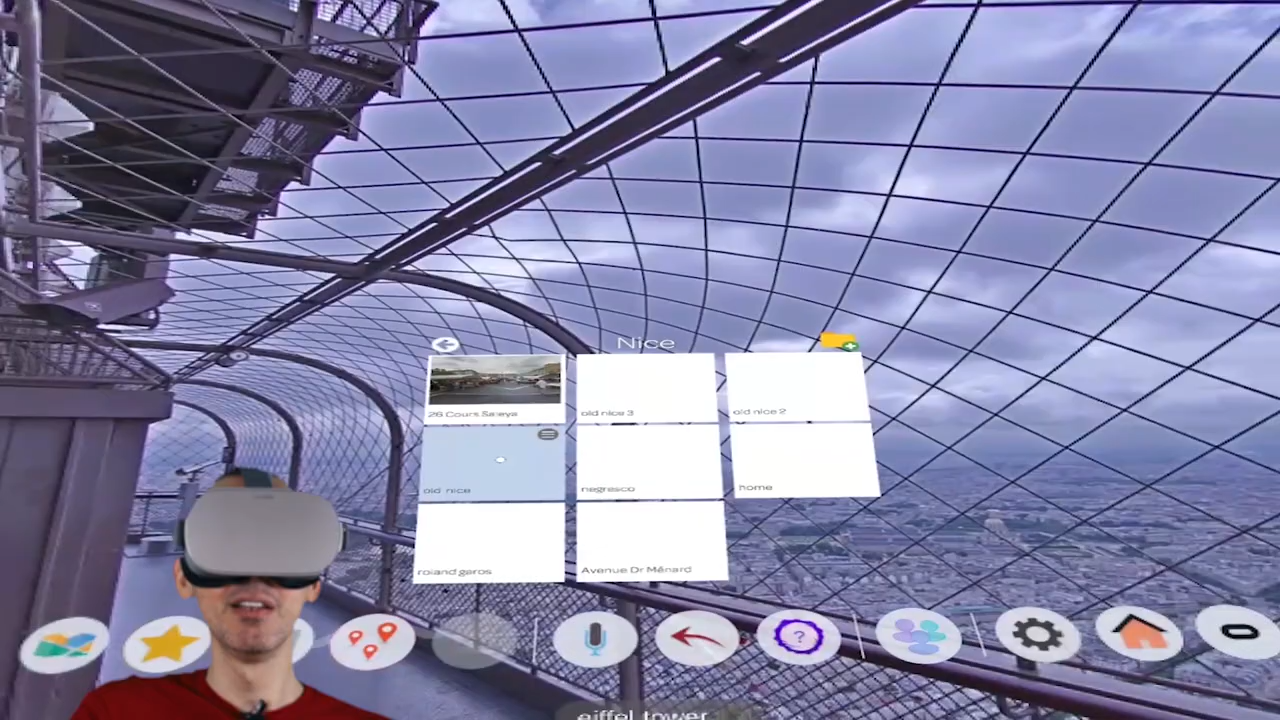 Nice
26 Cours Saleya
old nice 3
old nice 2
old nice
negresco
home
roland garos
Avenue Dr Ménard
?
eiffel tower